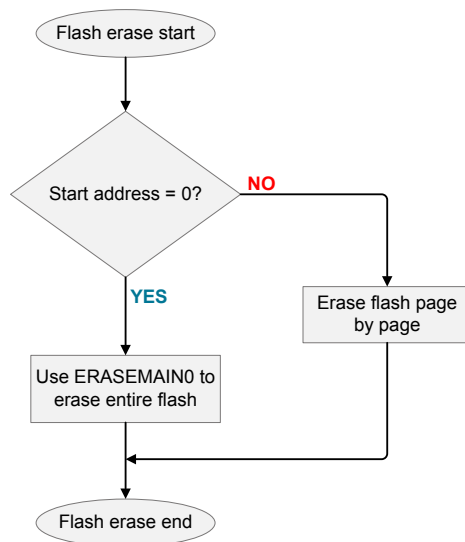 Flash erase start
Start address = 0?
NO
YES
Erase flash page
by page
Use ERASEMAIN0 to
erase entire flash
Flash erase end